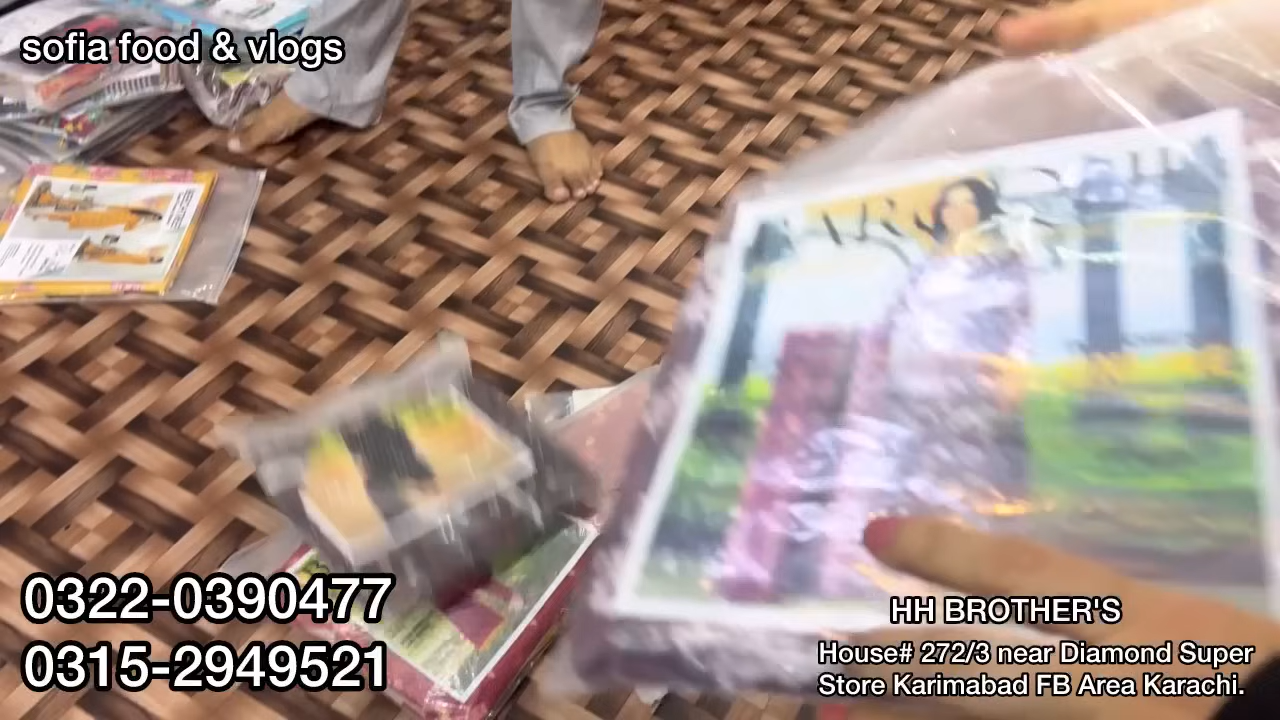 sofia food & vlogs
0322-0390477
0315-2949521
HH BROTHER'S
House# 272/3 near Diamond Super
Store Karimabad FB Area Karachi.